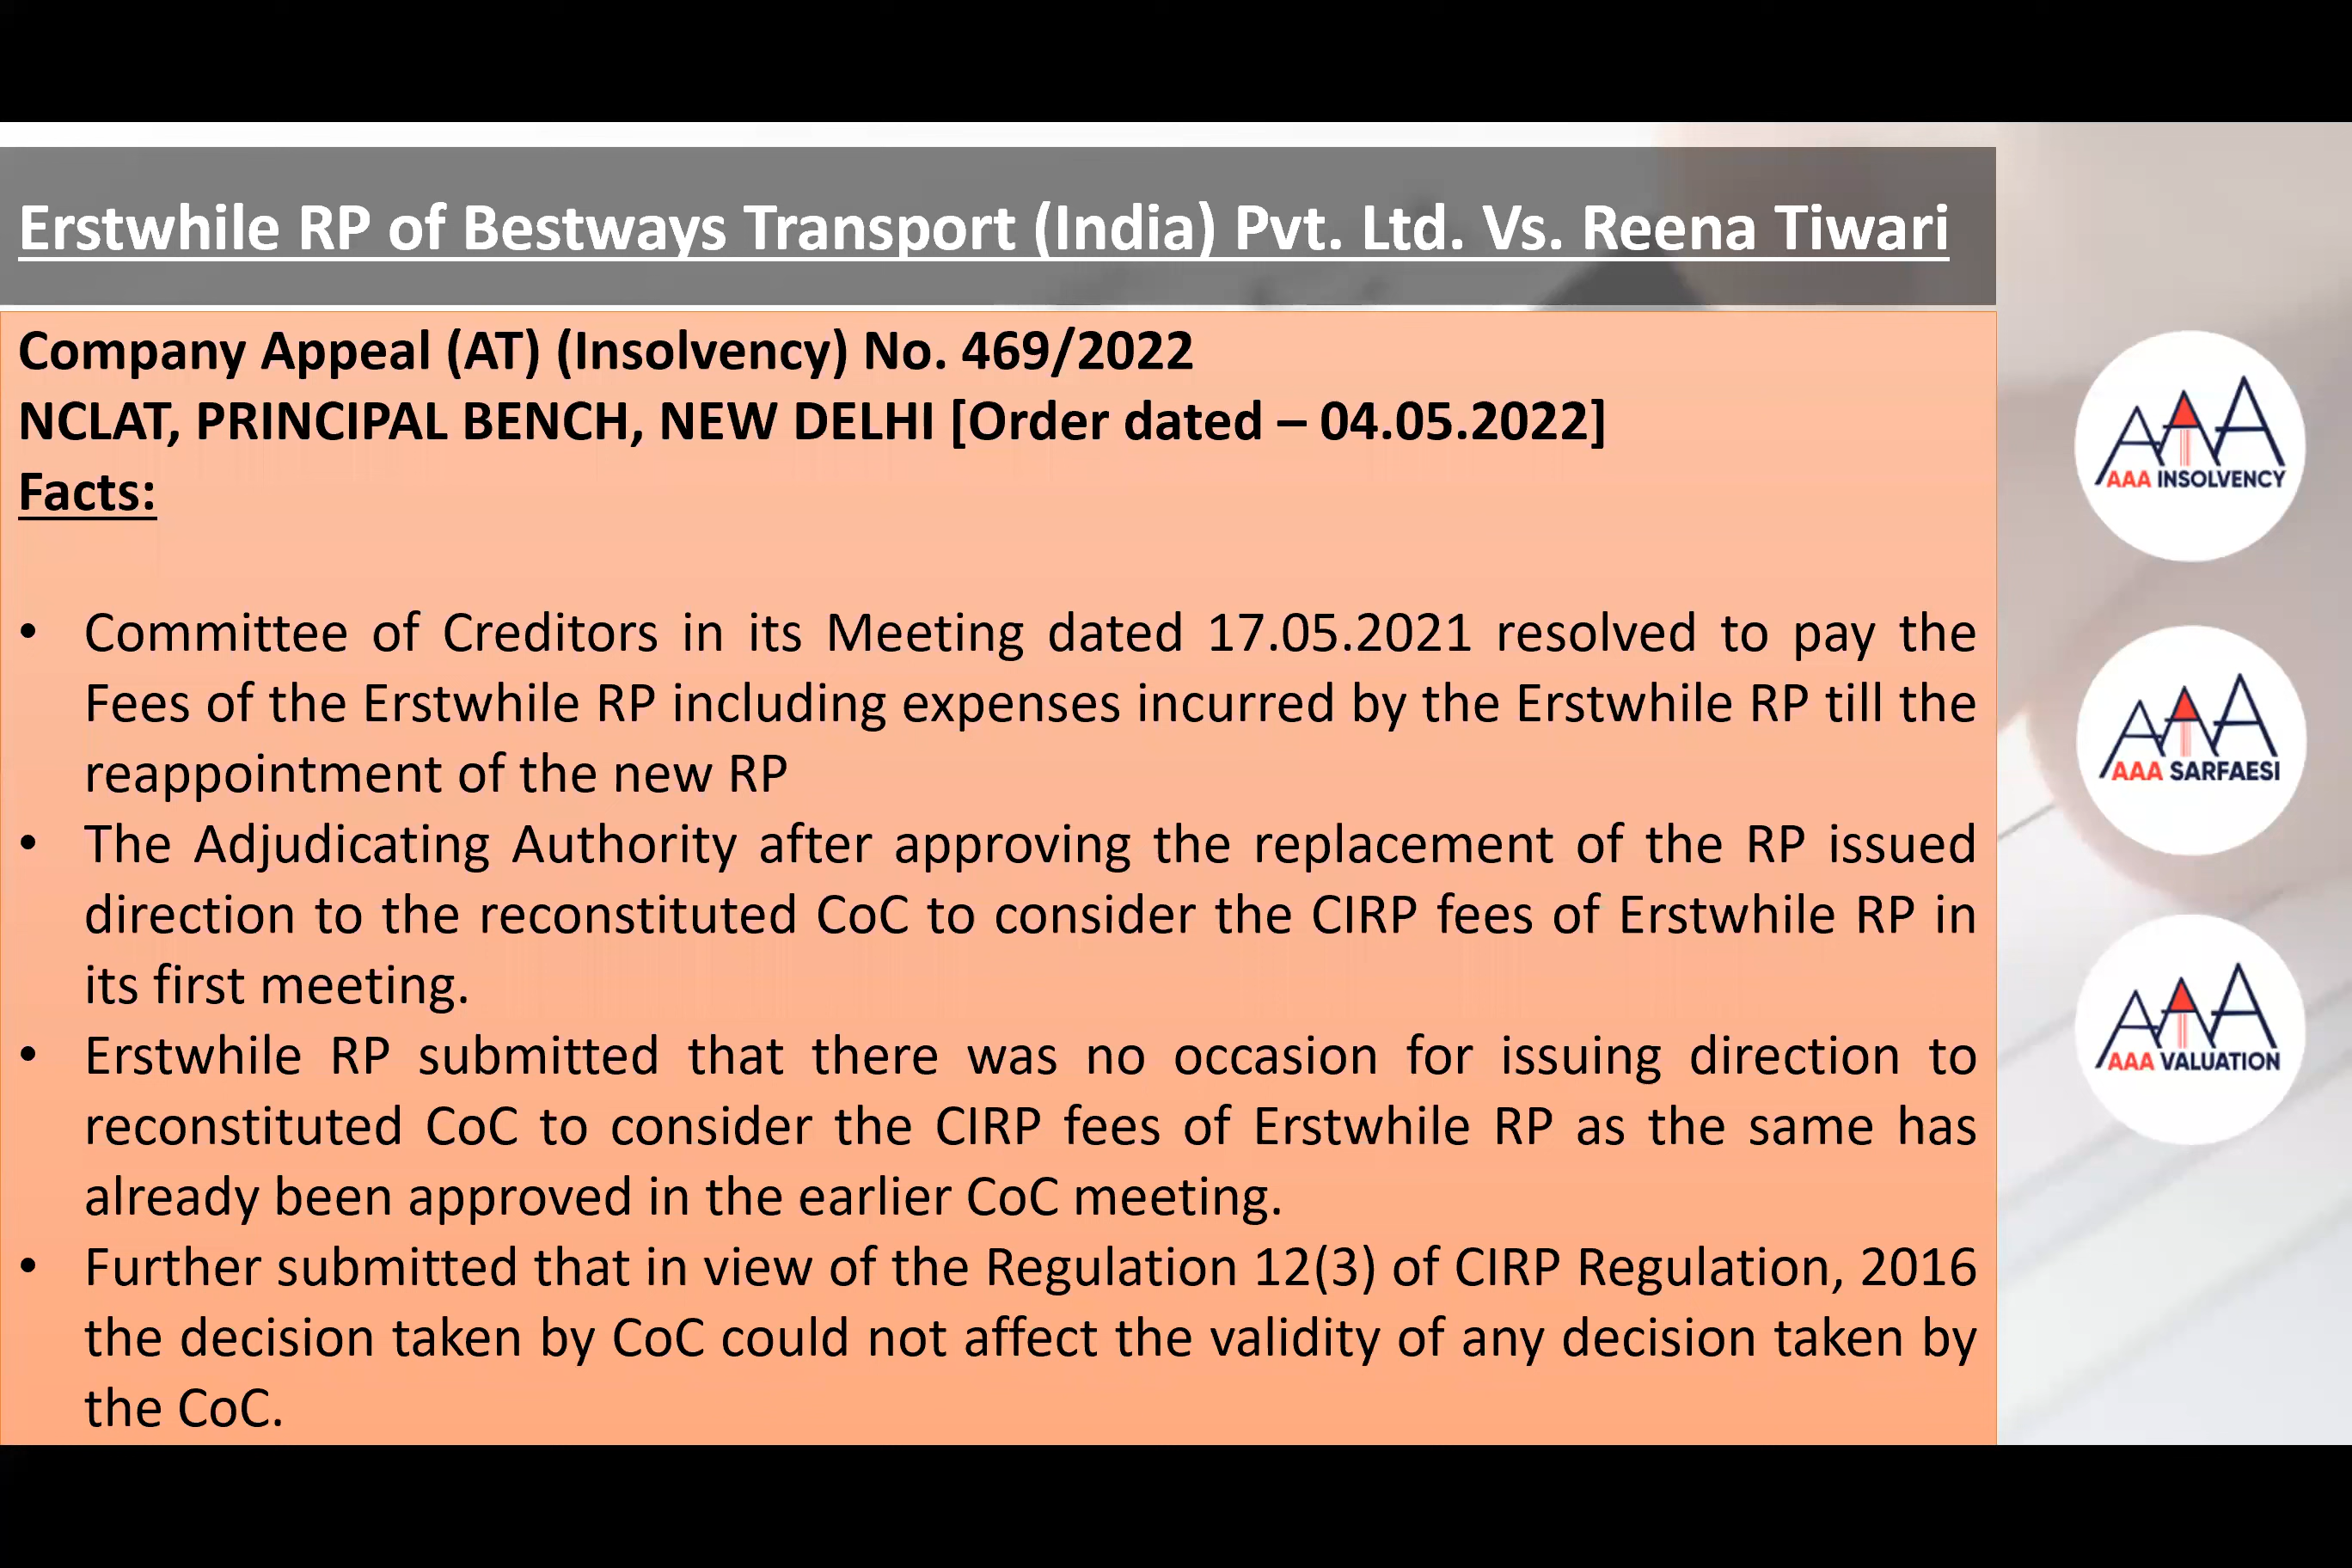 Erstwhile RP of Bestways Transport (India) Pvt. Ltd. Vs. Reena Tiwari
Company Appeal (AT) (Insolvency) No. 469/2022
NCLAT, PRINCIPAL BENCH, NEW DELHI [Order dated – 04.05.2022]
Facts:
• Committee of Creditors in its Meeting dated 17.05.2021 resolved to pay the
Fees of the Erstwhile RP including expenses incurred by the Erstwhile RP till the
reappointment of the new RP
• The Adjudicating Authority after approving the replacement of the RP issued
direction to the reconstituted CoC to consider the CIRP fees of Erstwhile RP in
its first meeting.
• Erstwhile RP submitted that there was no occasion for issuing direction to
reconstituted CoC to consider the CIRP fees of Erstwhile RP as the same has
already been approved in the earlier CoC meeting.
• Further submitted that in view of the Regulation 12(3) of CIRP Regulation, 2016
the decision taken by CoC could not affect the validity of any decision taken by
the CoC.
AAA
AAA INSOLVENCY
AAA
AAA SARFAESI
AAA
AAA VALUATION